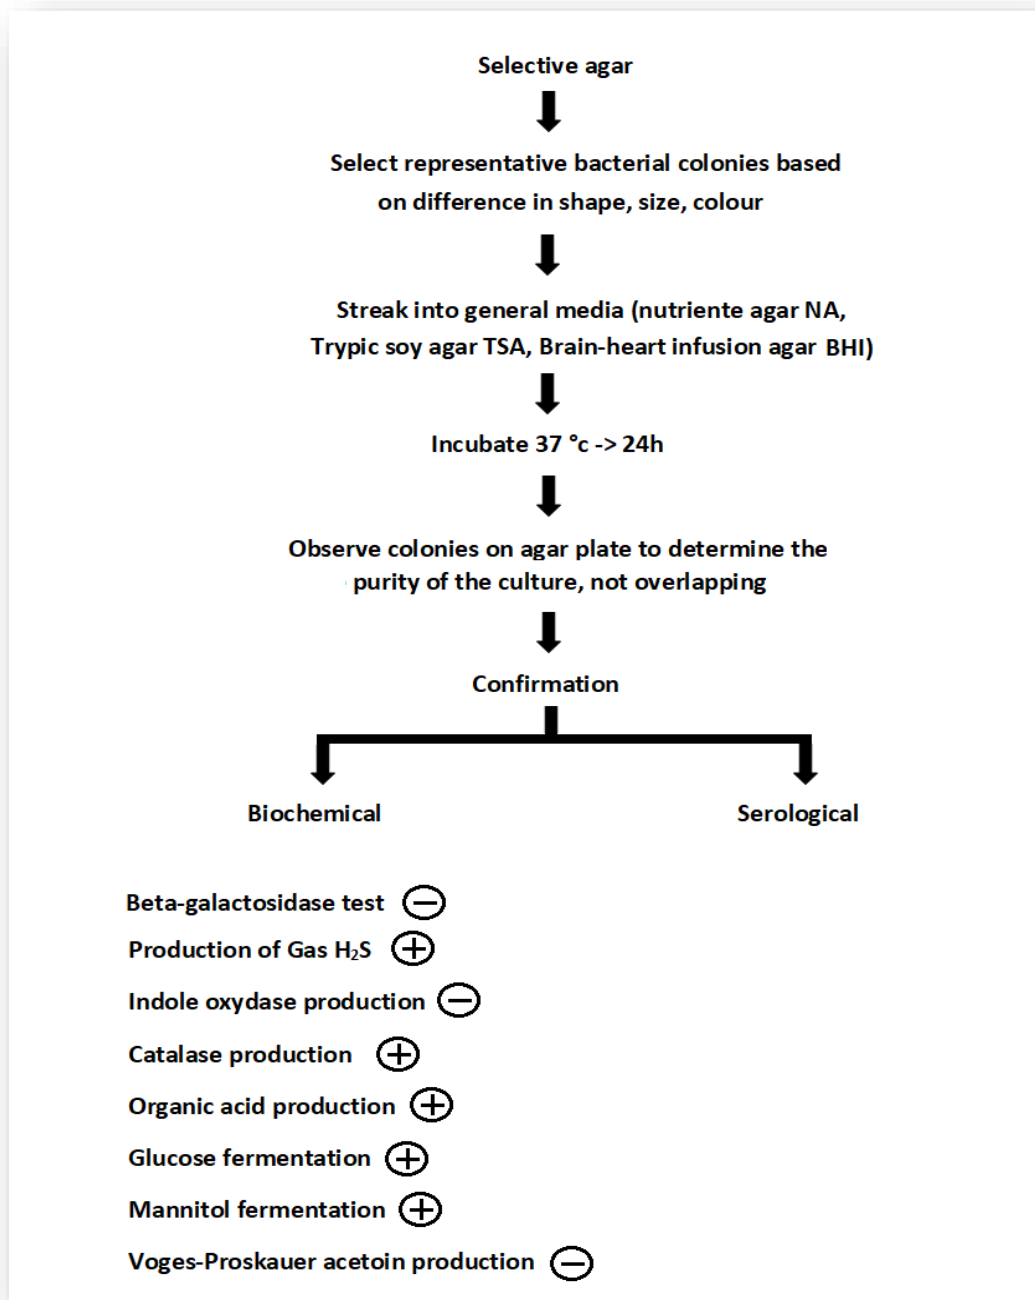 Selective agar
Select representative bacterial colonies based
on difference in shape, size, colour
Streak into general media (nutriente agar NA,
Trypic soy agar TSA, Brain-heart infusion agar BHI)
Incubate 37 °c -> 24h
Observe colonies on agar plate to determine the
purity of the culture, not overlapping
Confirmation
Biochemical
Serological
Beta-galactosidase test −
Production of Gas H₂S +
Indole oxydase production −
Catalase production +
Organic acid production +
Glucose fermentation +
Mannitol fermentation +
Voges-Proskauer acetoin production −